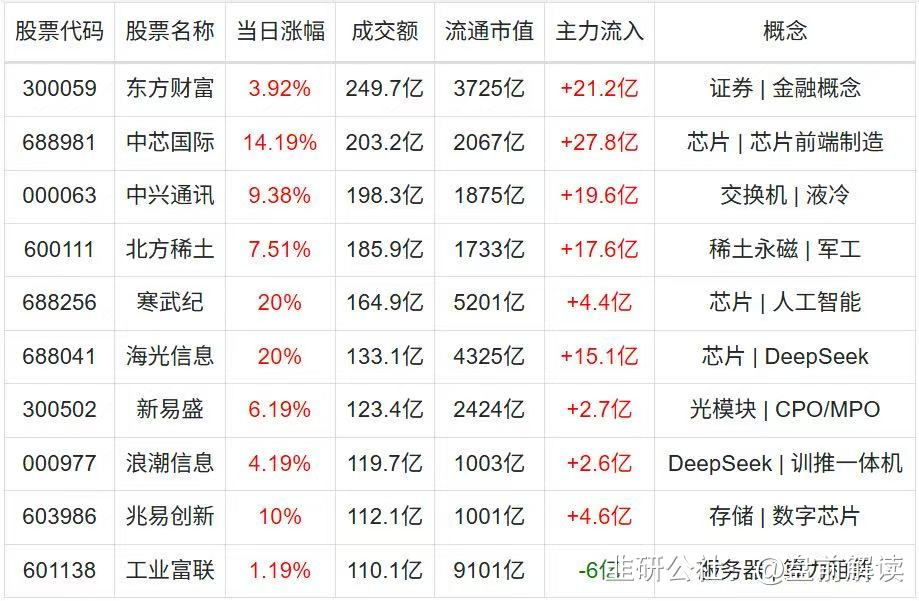 股票代码 股票名称 当日涨幅 成交额 流通市值 主力流入 概念
300059 东方财富 3.92% 249.7亿 3725亿 +21.2亿 证券 | 金融概念
688981 中芯国际 14.19% 203.2亿 2067亿 +27.8亿 芯片 | 芯片前端制造
000063 中兴通讯 9.38% 198.3亿 1875亿 +19.6亿 交换机 | 液冷
600111 北方稀土 7.51% 185.9亿 1733亿 +17.6亿 稀土永磁 | 军工
688256 寒武纪 20% 164.9亿 5201亿 +4.4亿 芯片 | 人工智能
688041 海光信息 20% 133.1亿 4325亿 +15.1亿 芯片 | DeepSeek
300502 新易盛 6.19% 123.4亿 2424亿 +2.7亿 光模块 | CPO/MPO
000977 浪潮信息 4.19% 119.7亿 1003亿 +2.6亿 DeepSeek | 训推一体机
603986 兆易创新 10% 112.1亿 1001亿 +4.6亿 存储 | 数字芯片
601138 工业富联 1.19% 110.1亿 9101亿 -6亿 服务器 |
韭研公社 @盘前解读